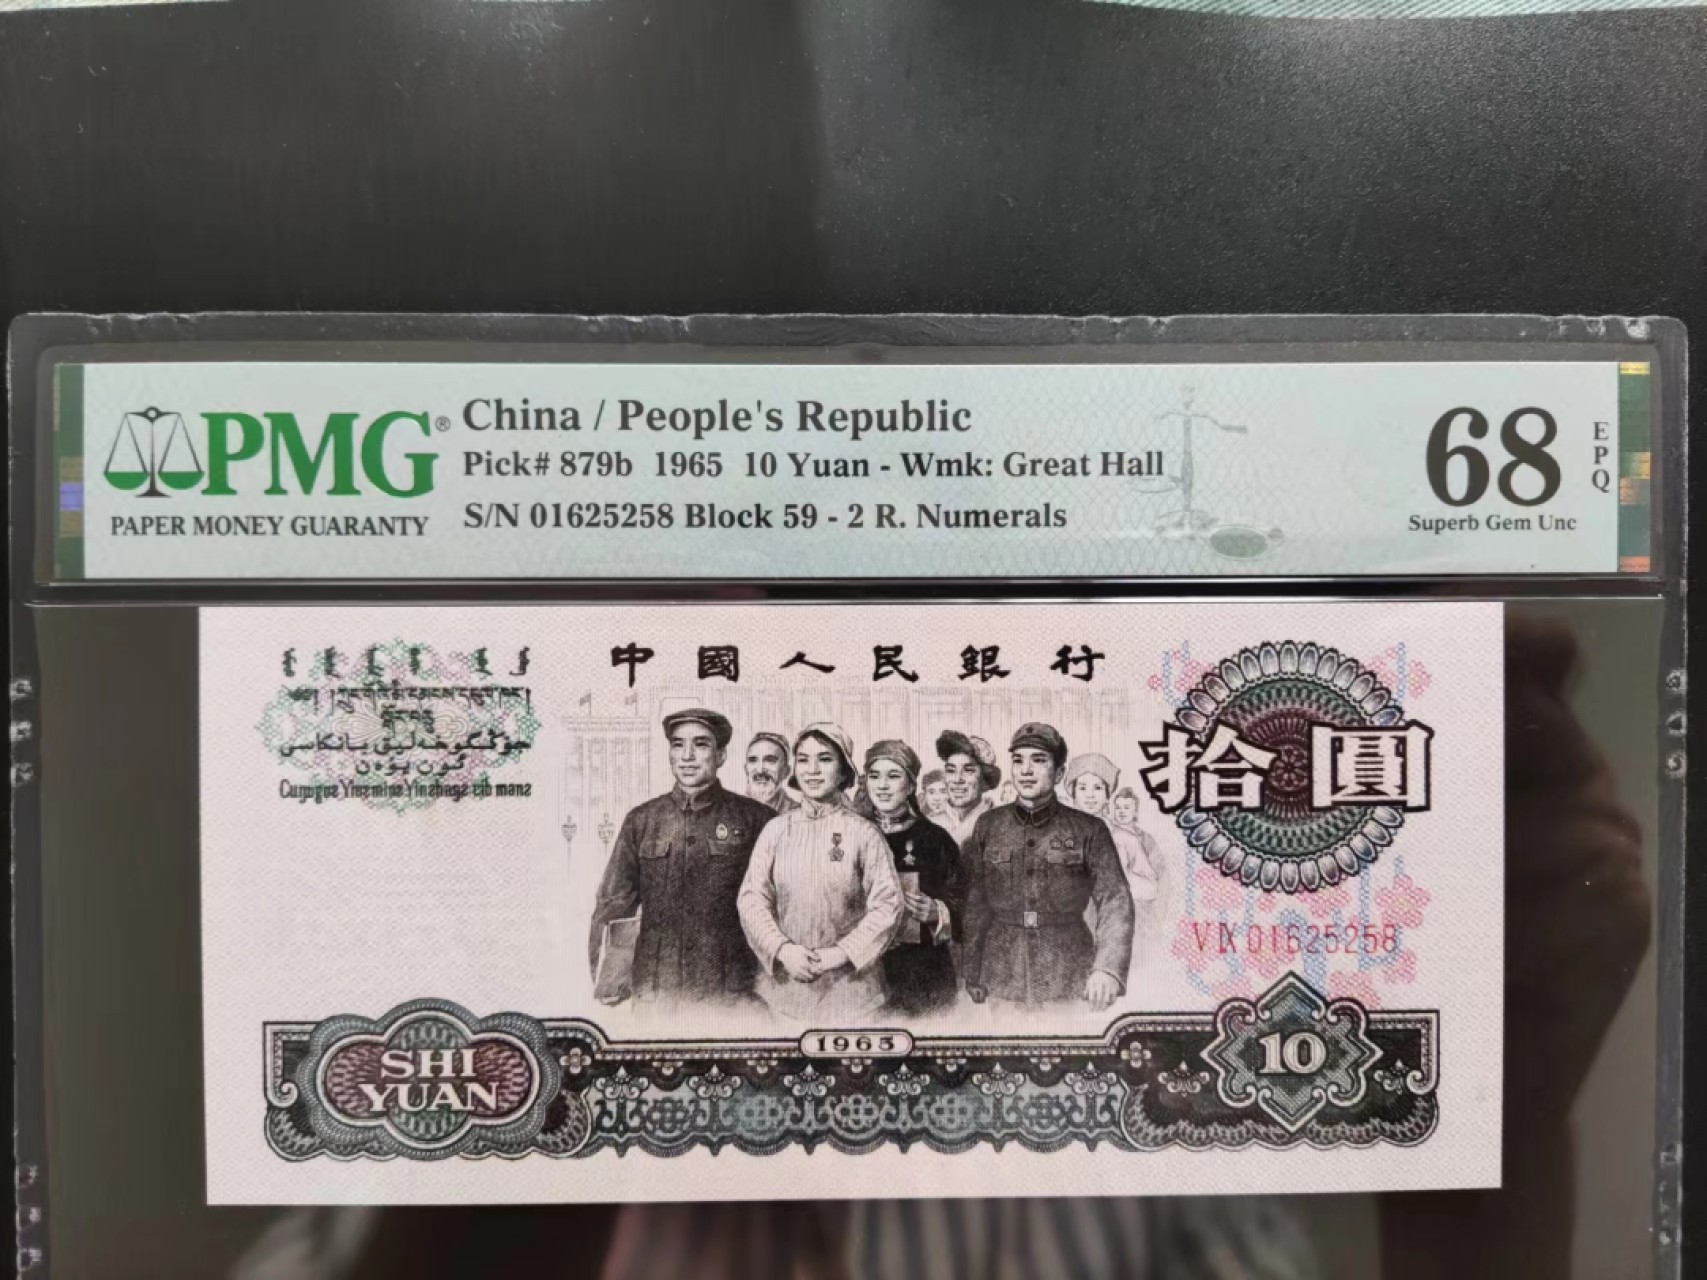 PMG®
PAPER MONEY GUARANTY
China / People's Republic
Pick# 879b 1965 10 Yuan - Wmk: Great Hall
S/N 01625258 Block 59 - 2 R. Numerals
68
EPQ
Superb Gem Unc
中國人民銀行
拾圓
VIX 01625258
1965
SHI
YUAN
10